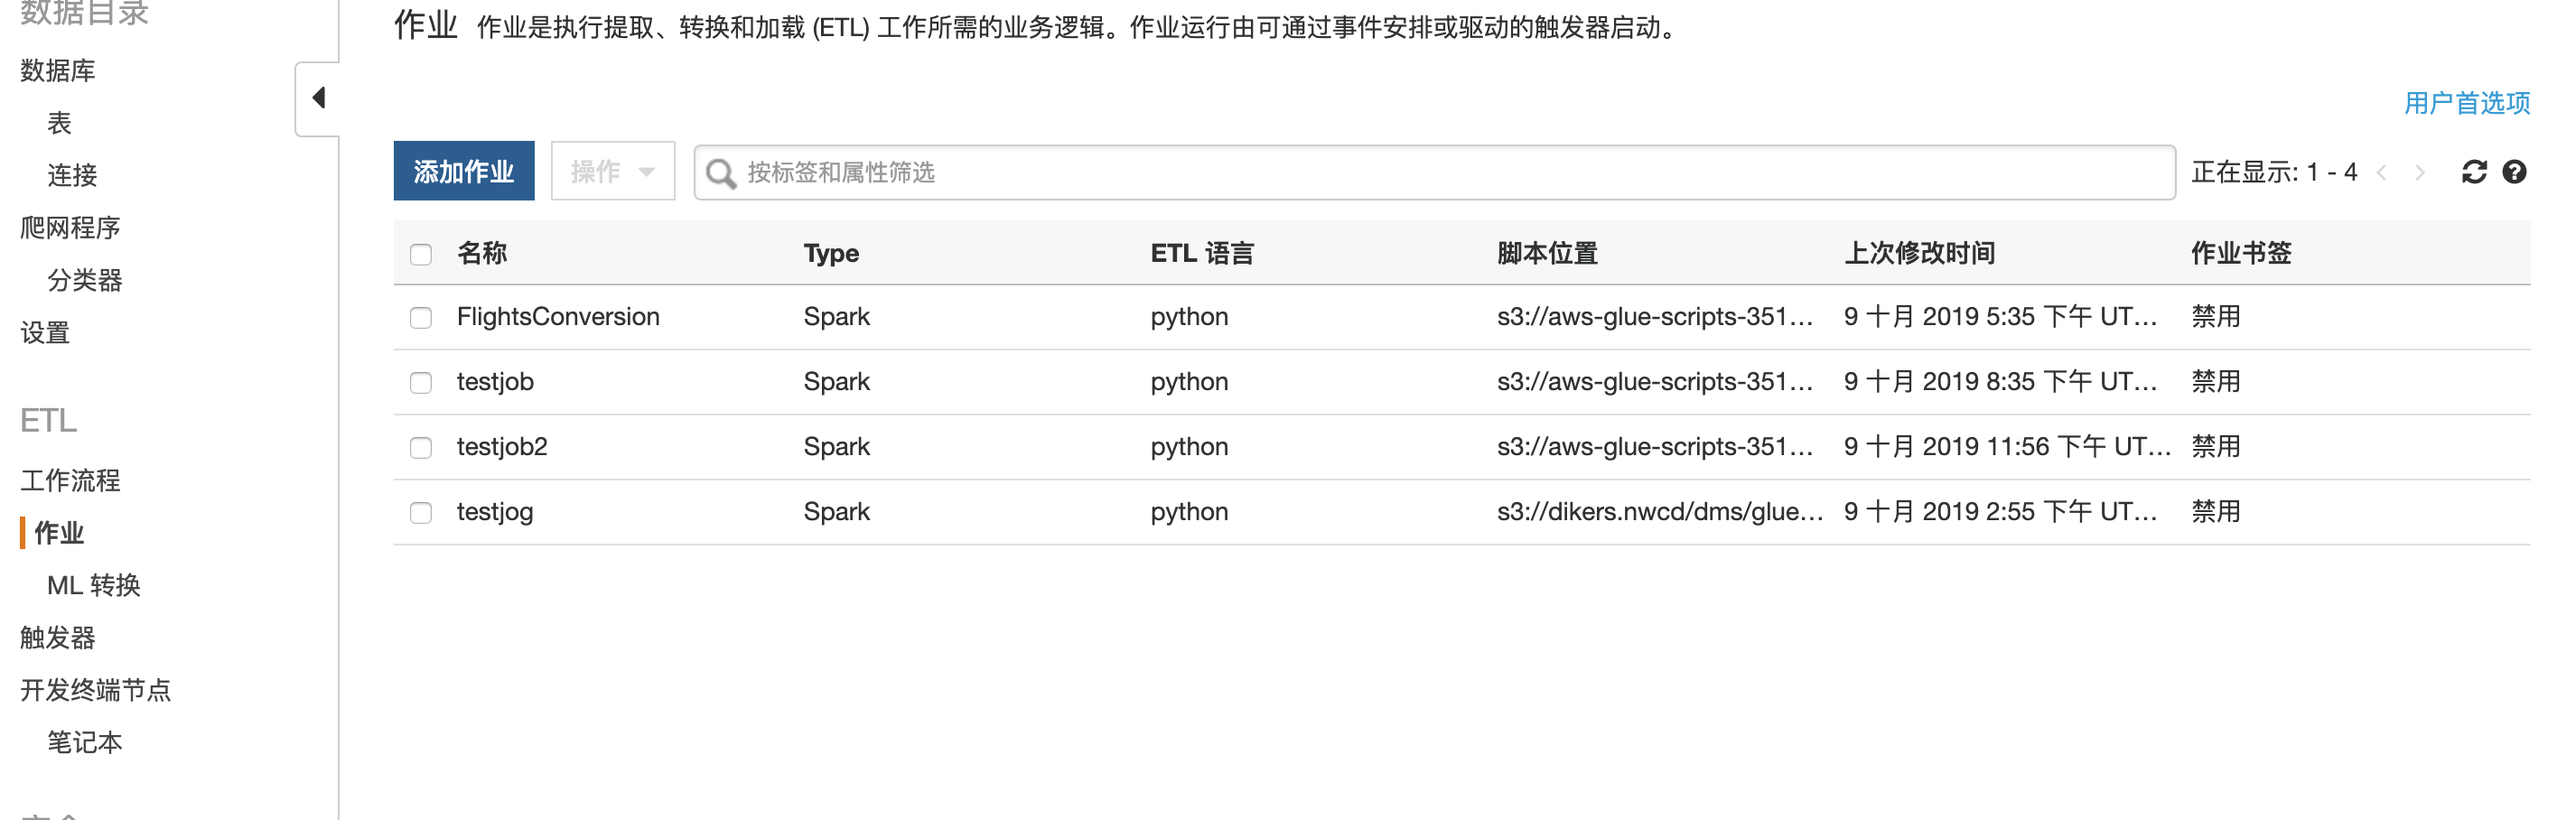 数据目录
数据库
表
连接
爬网程序
分类器
设置
ETL
工作流程
作业
ML 转换
触发器
开发终端节点
笔记本
作业 作业是执行提取、转换和加载 (ETL) 工作所需的业务逻辑。作业运行由可通过事件安排或驱动的触发器启动。
用户首选项
添加作业 操作 按标签和属性筛选 正在显示: 1 - 4
名称 Type ETL 语言 脚本位置 上次修改时间 作业书签
FlightsConversion Spark python s3://aws-glue-scripts-351... 9 十月 2019 5:35 下午 UT... 禁用
testjob Spark python s3://aws-glue-scripts-351... 9 十月 2019 8:35 下午 UT... 禁用
testjob2 Spark python s3://aws-glue-scripts-351... 9 十月 2019 11:56 下午 UT... 禁用
testjog Spark python s3://dikers.nwcd/dms/glue... 9 十月 2019 2:55 下午 UT... 禁用